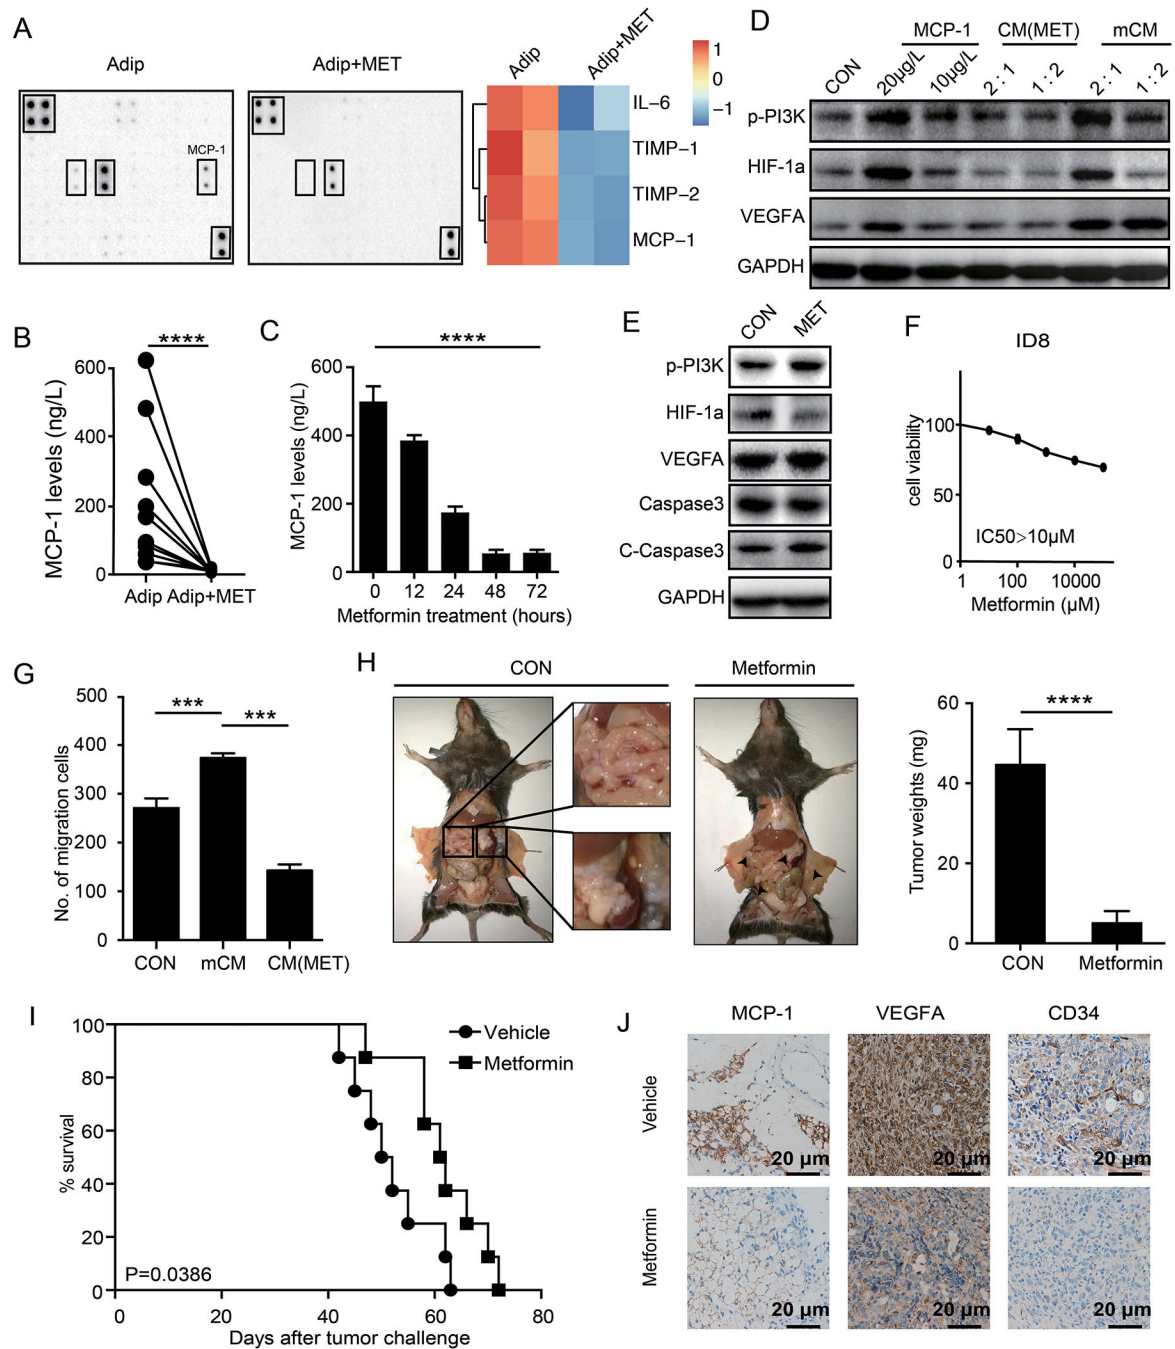 A
Adip
Adip+MET
MCP-1
Adip
Adip+MET
1
0
−1
IL−6
TIMP−1
TIMP−2
MCP−1
D
MCP-1
CM(MET)
mCM
CON
20μg/L
10μg/L
2:1
1:2
2:1
1:2
p-PI3K
HIF-1a
VEGFA
GAPDH
B
****
MCP-1 levels (ng/L)
600
400
200
0
Adip Adip+MET
C
****
MCP-1 levels (ng/L)
600
400
200
0
0 12 24 48 72
Metformin treatment (hours)
E
CON
MET
p-PI3K
HIF-1a
VEGFA
Caspase3
C-Caspase3
GAPDH
F
ID8
cell viability
100
50
0
IC50>10μM
1 100 10000
Metformin (μM)
G
*** ***
No. of migration cells
500
400
300
200
100
0
CON mCM CM(MET)
H
CON
Metformin
****
Tumor weights (mg)
60
40
20
0
CON Metformin
I
% survival
100
80
60
40
20
0
Vehicle
Metformin
P=0.0386
0 20 40 60 80
Days after tumor challenge
J
MCP-1 VEGFA CD34
Vehicle
20 μm 20 μm 20 μm
Metformin
20 μm 20 μm 20 μm